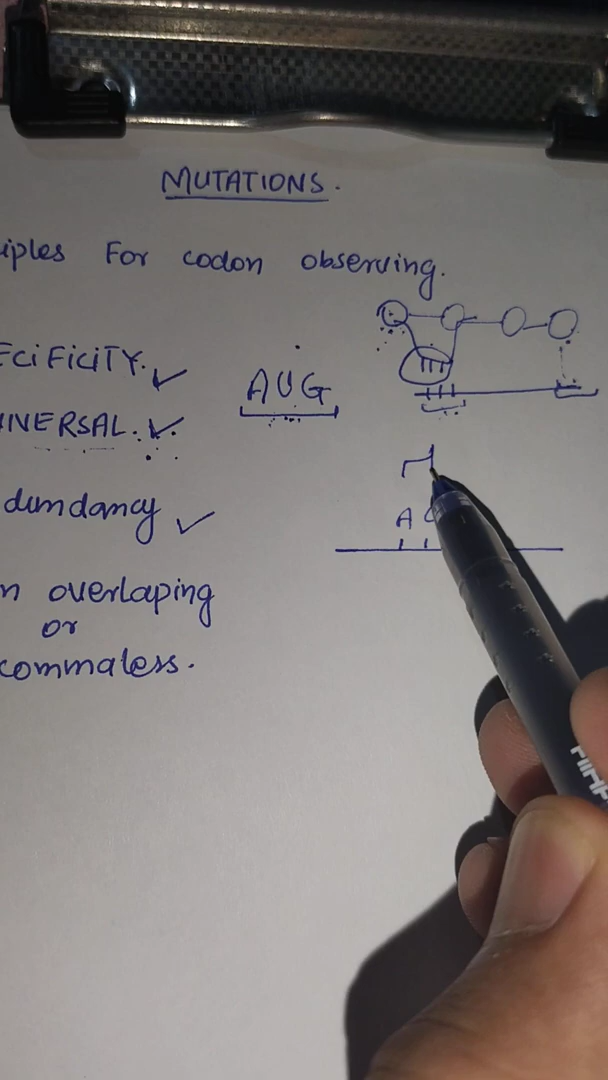 MUTATIONS.
iples For codon observing.
ECiFiCiTY.
AUG
NIVERSAL.
dundancy
A
n overlaping
or
commaless.